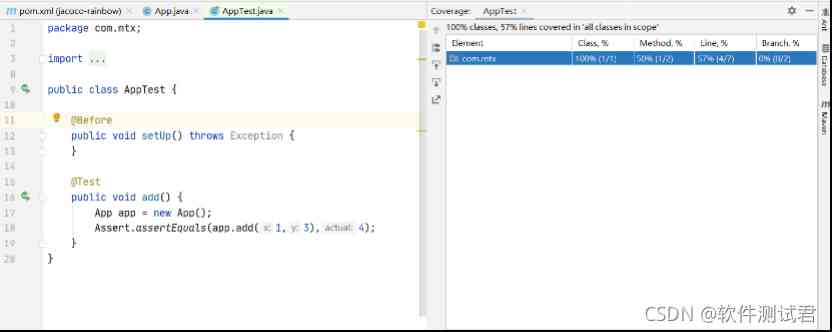 pom.xml (jacoco-rainbow) App.java AppTest.java
1 package com.mtx;
2
3 import ...
8
9 public class AppTest {
10
11 @Before
12 public void setUp() throws Exception {
13 }
14
15 @Test
16 public void add() {
17 App app = new App();
18 Assert.assertEquals(app.add( x: 1, y: 3), actual: 4);
19 }
20 }
Coverage: AppTest
100% classes, 57% lines covered in 'all classes in scope'
Element Class, % Method, % Line, % Branch, %
com.mtx 100% (1/1) 50% (1/2) 57% (4/7) 0% (0/2)
Ant
Database
Maven
CSDN @软件测试君